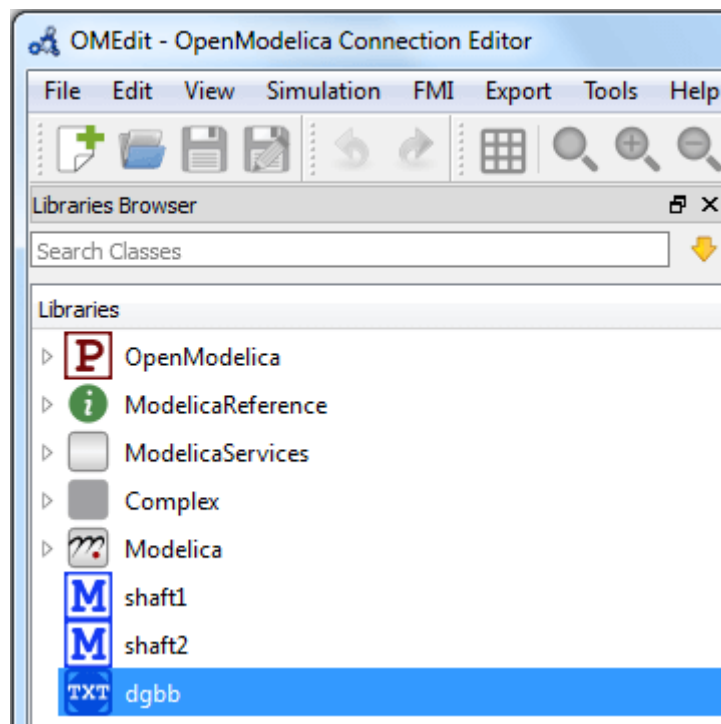 OMEdit - OpenModelica Connection Editor
File Edit View Simulation FMI Export Tools Help
Libraries Browser
Search Classes
Libraries
P OpenModelica
i ModelicaReference
ModelicaServices
Complex
m Modelica
M shaft1
M shaft2
TXT dgbb